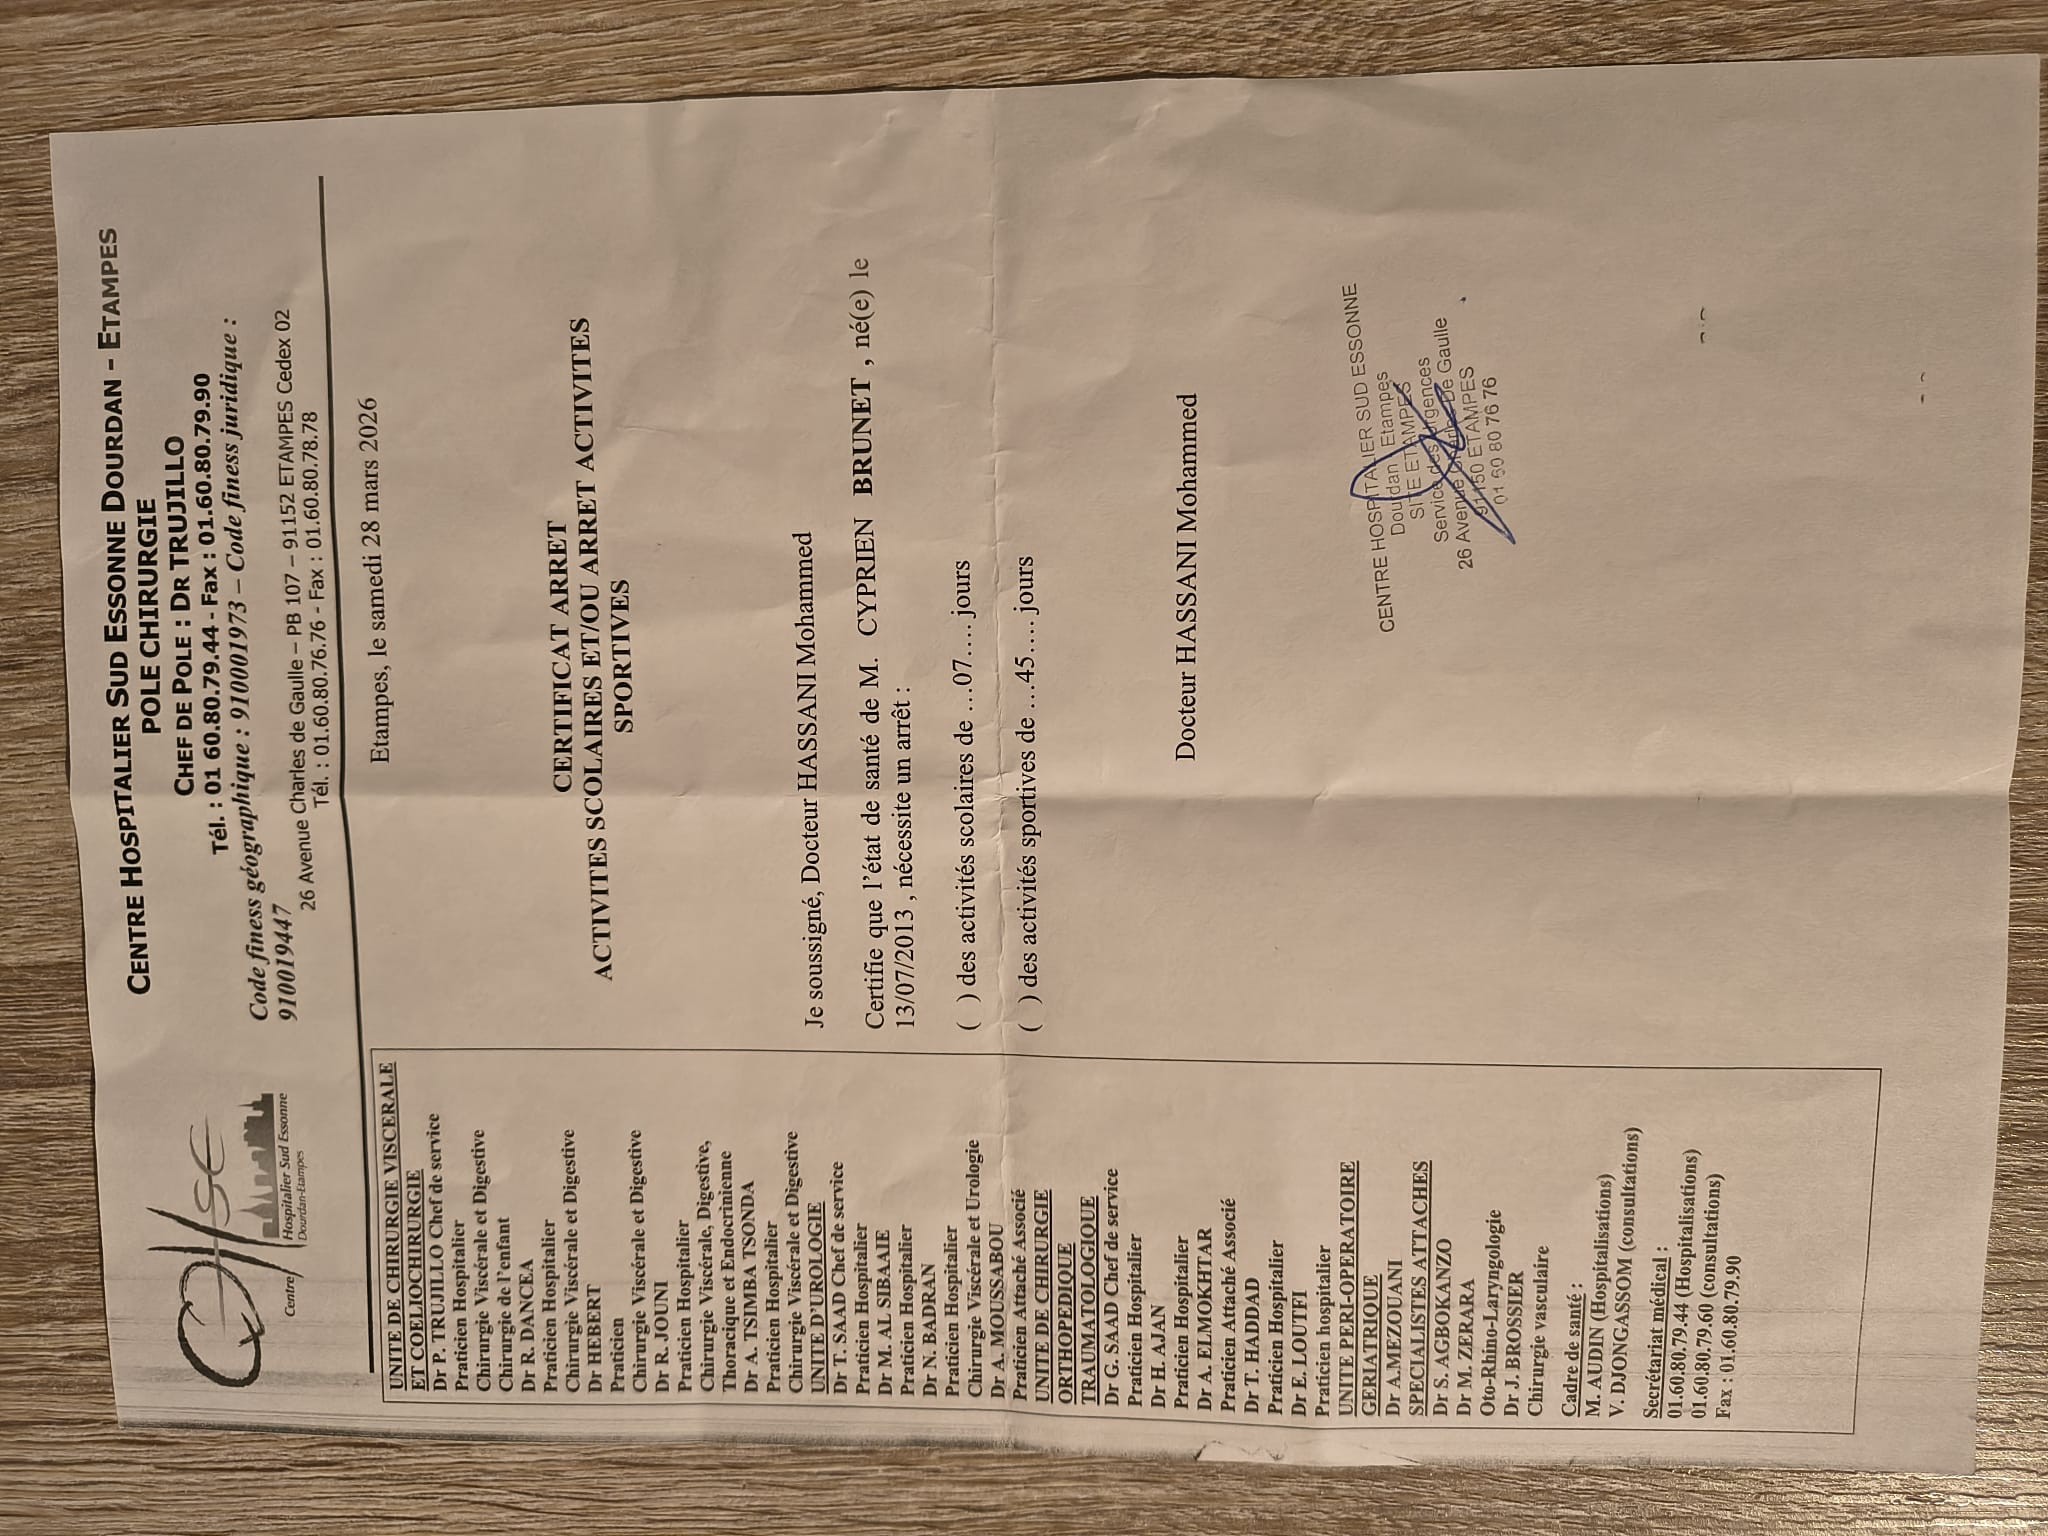 CHSE
Centre Hospitalier Sud Essonne
Dourdan-Etampes
CENTRE HOSPITALIER SUD ESSONNE DOURDAN - ETAMPES
POLE CHIRURGIE
CHEF DE POLE : DR TRUJILLO
Tél. : 01 60.80.79.44 - Fax : 01.60.80.79.90
Code finess géographique : 910001973 – Code finess juridique :
910019447
26 Avenue Charles de Gaulle – PB 107 – 91152 ETAMPES Cedex 02
Tél. : 01.60.80.76.76 - Fax : 01.60.80.78.78
UNITE DE CHIRURGIE VISCERALE
ET COELIOCHIRURGIE
Dr P. TRUJILLO Chef de service
Praticien Hospitalier
Chirurgie Viscérale et Digestive
Chirurgie de l'enfant
Dr R. DANCEA
Praticien Hospitalier
Chirurgie Viscérale et Digestive
Dr HEBERT
Praticien
Chirurgie Viscérale et Digestive
Dr R. JOUNI
Praticien Hospitalier
Chirurgie Viscérale, Digestive,
Thoracique et Endocrinienne
Dr A. TSIMBA TSONDA
Praticien Hospitalier
Chirurgie Viscérale et Digestive
UNITE D'UROLOGIE
Dr T. SAAD Chef de service
Praticien Hospitalier
Dr M. AL SIBAAIE
Praticien Hospitalier
Dr N. BADRAN
Praticien Hospitalier
Chirurgie Viscérale et Urologie
Dr A. MOUSSABOU
Praticien Attaché Associé
UNITE DE CHIRURGIE
ORTHOPEDIQUE
TRAUMATOLOGIQUE
Dr G. SAAD Chef de service
Praticien Hospitalier
Dr H. AJAN
Praticien Hospitalier
Dr A. ELMOKHTAR
Praticien Attaché Associé
Dr T. HADDAD
Praticien Hospitalier
Dr E. LOUTFI
Praticien hospitalier
UNITE PERI-OPERATOIRE
GERIATRIQUE
Dr A.MEZOUANI
SPECIALISTES ATTACHES
Dr S. AGBOKANZO
Dr M. ZERARA
Oto-Rhino-Laryngologie
Dr J. BROSSIER
Chirurgie vasculaire
Cadre de santé :
M. AUDIN (Hospitalisations)
V. DJONGASSOM (consultations)
Secrétariat médical :
01.60.80.79.44 (Hospitalisations)
01.60.80.79.60 (consultations)
Fax : 01.60.80.79.90
Etampes, le samedi 28 mars 2026
CERTIFICAT ARRET
ACTIVITES SCOLAIRES ET/OU ARRET ACTIVITES
SPORTIVES
Je soussigné, Docteur HASSANI Mohammed
Certifie que l'état de santé de M. CYPRIEN BRUNET , né(e) le
13/07/2013 , nécessite un arrêt :
( ) des activités scolaires de …07…. jours
( ) des activités sportives de …45…. jours
Docteur HASSANI Mohammed
CENTRE HOSPITALIER SUD ESSONNE
Dourdan Etampes
SITE ETAMPES
Service des Urgences
26 Avenue Charles De Gaulle
91150 ETAMPES
01 60 80 76 76